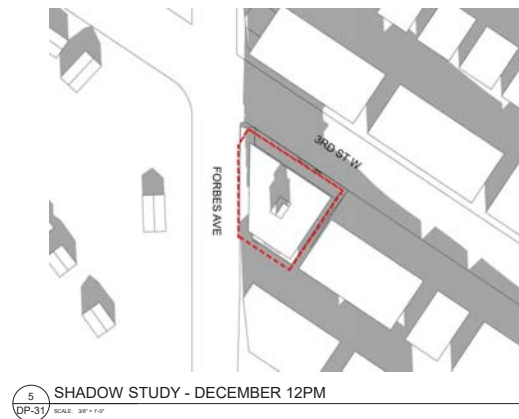 3RD ST.W
FORBES AVE
5
DP-31
SHADOW STUDY - DECEMBER 12PM
SCALE: 3/8" = 1'-0"